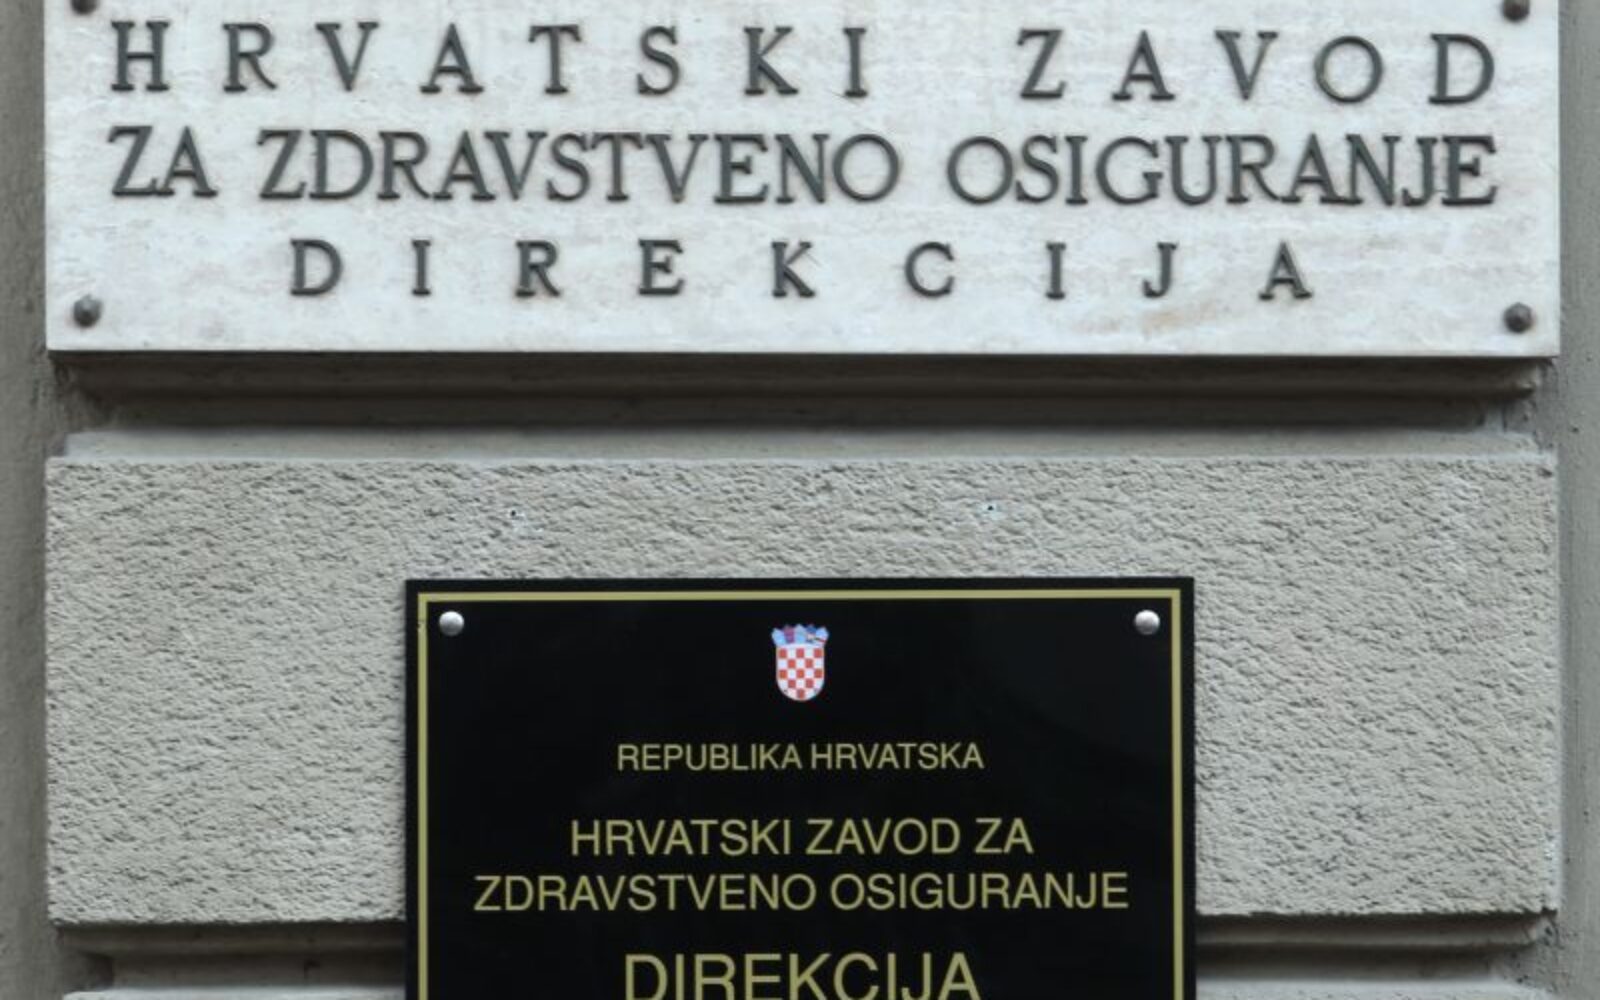 HRVATSKI ZAVOD
ZA ZDRAVSTVENO OSIGURANJE
DIREKCIJA
REPUBLIKA HRVATSKA
HRVATSKI ZAVOD ZA
ZDRAVSTVENO OSIGURANJE
DIREKCIJA